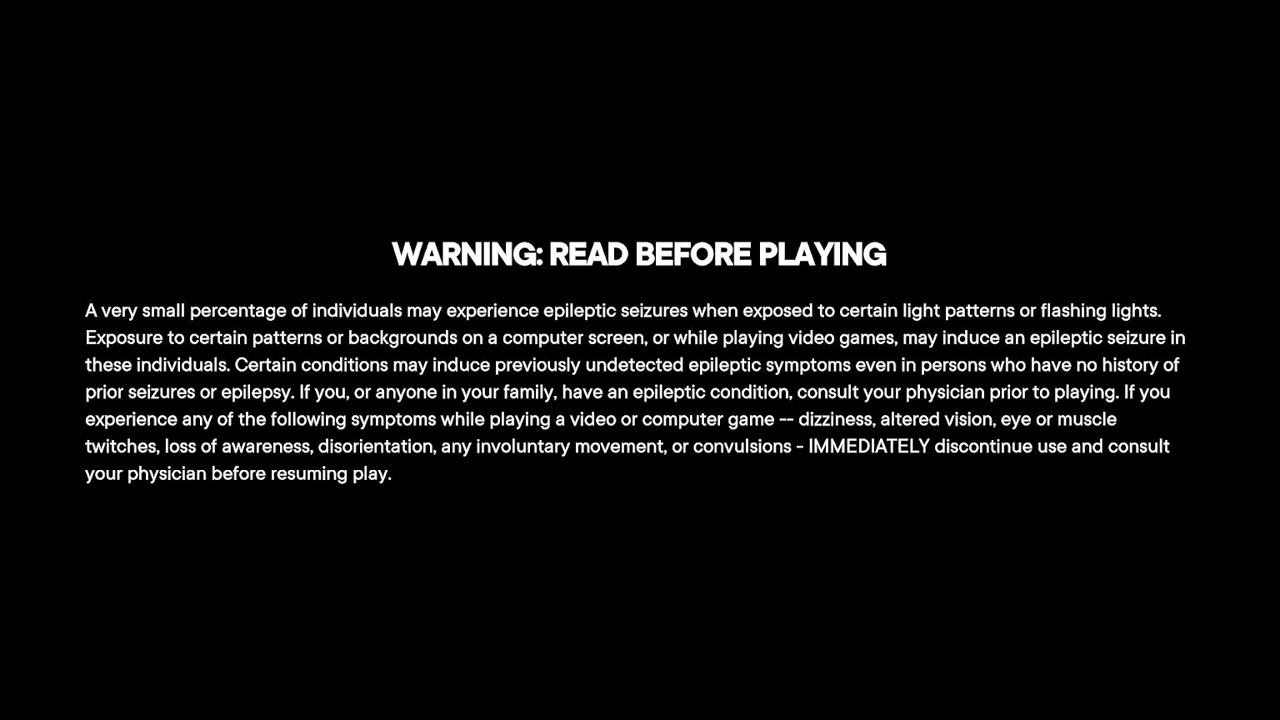 WARNING: READ BEFORE PLAYING
A very small percentage of individuals may experience epileptic seizures when exposed to certain light patterns or flashing lights.
Exposure to certain patterns or backgrounds on a computer screen, or while playing video games, may induce an epileptic seizure in
these individuals. Certain conditions may induce previously undetected epileptic symptoms even in persons who have no history of
prior seizures or epilepsy. If you, or anyone in your family, have an epileptic condition, consult your physician prior to playing. If you
experience any of the following symptoms while playing a video or computer game -- dizziness, altered vision, eye or muscle
twitches, loss of awareness, disorientation, any involuntary movement, or convulsions - IMMEDIATELY discontinue use and consult
your physician before resuming play.